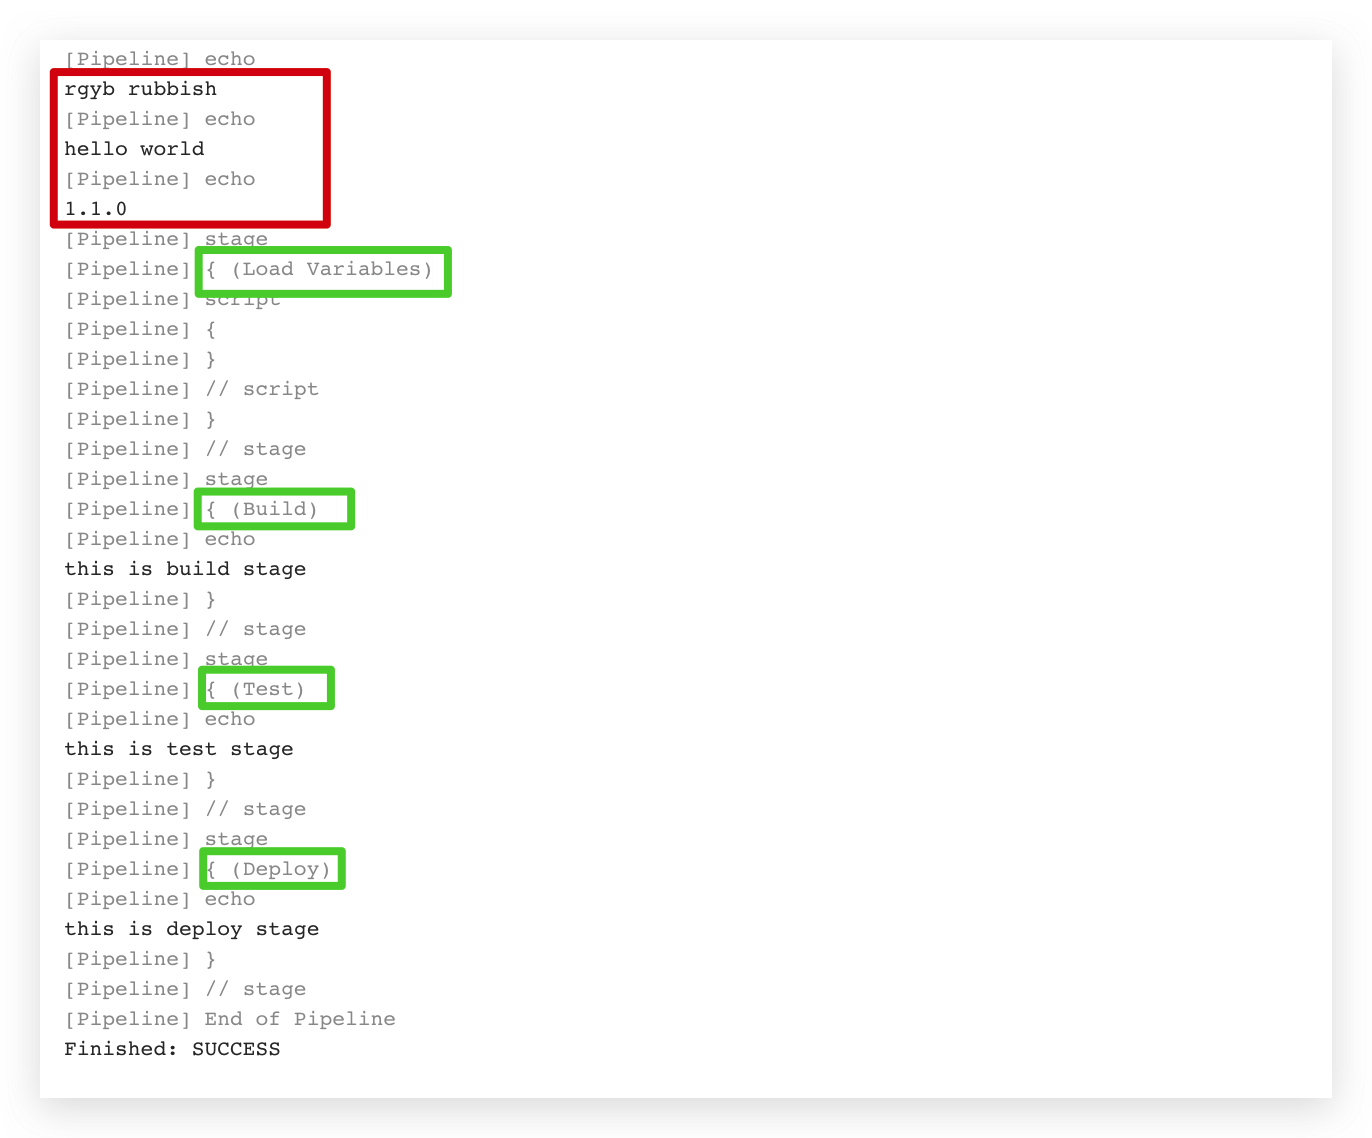 [Pipeline] echo
rgyb rubbish
[Pipeline] echo
hello world
[Pipeline] echo
1.1.0
[Pipeline] stage
[Pipeline] { (Load Variables)
[Pipeline] script
[Pipeline] {
[Pipeline] }
[Pipeline] // script
[Pipeline] }
[Pipeline] // stage
[Pipeline] stage
[Pipeline] { (Build)
[Pipeline] echo
this is build stage
[Pipeline] }
[Pipeline] // stage
[Pipeline] stage
[Pipeline] { (Test)
[Pipeline] echo
this is test stage
[Pipeline] }
[Pipeline] // stage
[Pipeline] stage
[Pipeline] { (Deploy)
[Pipeline] echo
this is deploy stage
[Pipeline] }
[Pipeline] // stage
[Pipeline] End of Pipeline
Finished: SUCCESS